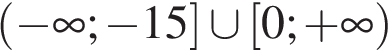 (−∞; −15] ∪ [0; +∞)